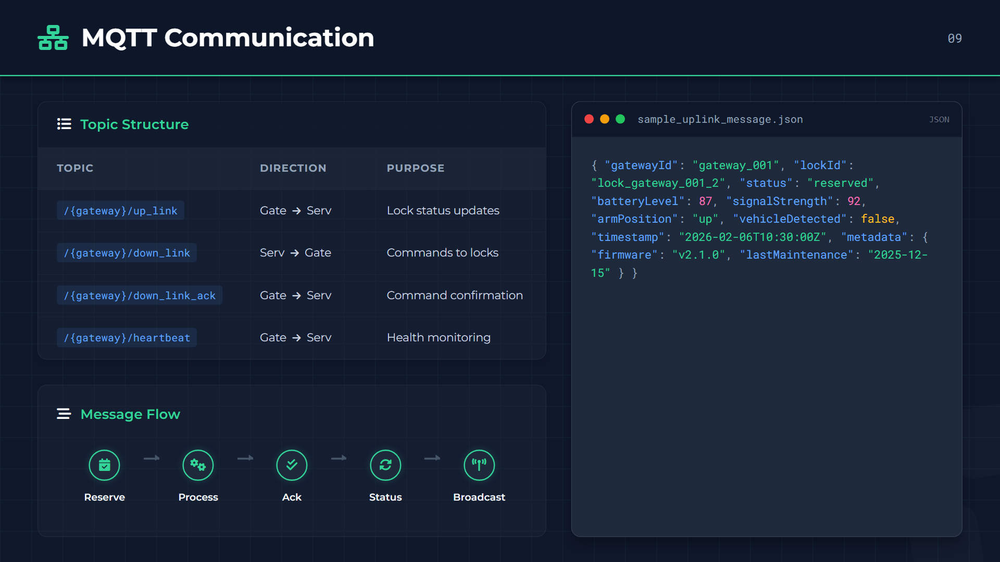 MQTT Communication
09
Topic Structure
TOPIC DIRECTION PURPOSE
/{gateway}/up_link Gate → Serv Lock status updates
/{gateway}/down_link Serv → Gate Commands to locks
/{gateway}/down_link_ack Gate → Serv Command confirmation
/{gateway}/heartbeat Gate → Serv Health monitoring
Message Flow
Reserve Process Ack Status Broadcast
sample_uplink_message.json JSON
{ "gatewayId": "gateway_001", "lockId":
"lock_gateway_001_2", "status": "reserved",
"batteryLevel": 87, "signalStrength": 92,
"armPosition": "up", "vehicleDetected": false,
"timestamp": "2026-02-06T10:30:00Z", "metadata": {
"firmware": "v2.1.0", "lastMaintenance": "2025-12-
15" } }